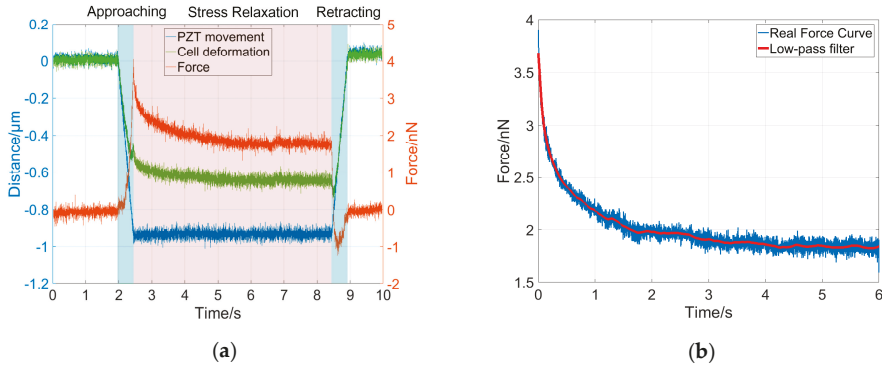 Approaching Stress Relaxation Retracting
PZT movement
Cell deformation
Force
Distance/μm
0.2
0
-0.2
-0.4
-0.6
-0.8
-1
-1.2
Force/nN
5
4
3
2
1
0
-1
-2
0 1 2 3 4 5 6 7 8 9 10
Time/s
(a)
Real Force Curve
Low-pass filter
Force/nN
4
3.5
3
2.5
2
1.5
0 1 2 3 4 5 6
Time/s
(b)